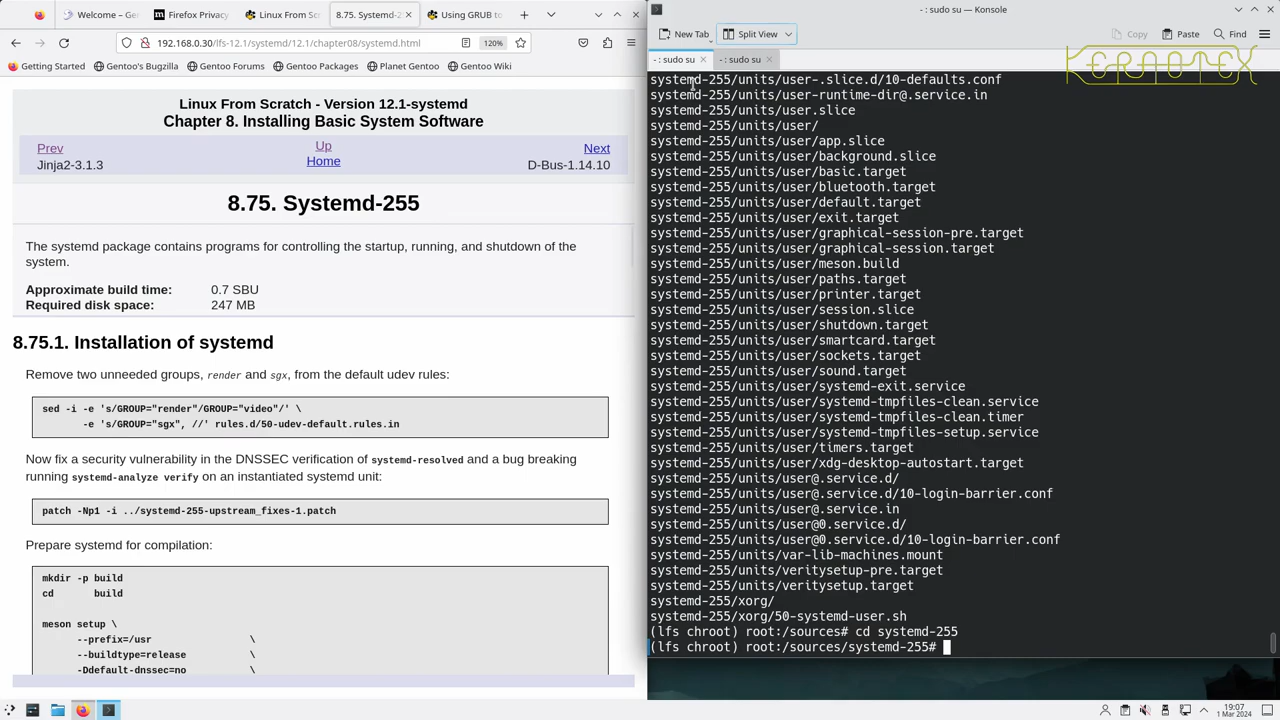 Welcome – Ge
Firefox Privacy
Linux From Scr
8.75. Systemd-2
Using GRUB to
192.168.0.30/lfs-12.1/systemd/12.1/chapter08/systemd.html
120%
Getting Started
Gentoo's Bugzilla
Gentoo Forums
Gentoo Packages
Planet Gentoo
Gentoo Wiki
Linux From Scratch - Version 12.1-systemd
Chapter 8. Installing Basic System Software
Prev
Up
Next
Jinja2-3.1.3
Home
D-Bus-1.14.10
8.75. Systemd-255
The systemd package contains programs for controlling the startup, running, and shutdown of the
system.
Approximate build time: 0.7 SBU
Required disk space: 247 MB
8.75.1. Installation of systemd
Remove two unneeded groups, render and sgx, from the default udev rules:
sed -i -e 's/GROUP="render"/GROUP="video"/' \
-e 's/GROUP="sgx", //' rules.d/50-udev-default.rules.in
Now fix a security vulnerability in the DNSSEC verification of systemd-resolved and a bug breaking
running systemd-analyze verify on an instantiated systemd unit:
patch -Np1 -i ../systemd-255-upstream_fixes-1.patch
Prepare systemd for compilation:
mkdir -p build
cd build
meson setup \
--prefix=/usr \
--buildtype=release \
-Ddefault-dnssec=no \
- : sudo su — Konsole
New Tab
Split View
Copy
Paste
Find
- : sudo su
- : sudo su
KERNOTEX
systemd-255/units/user-.slice.d/10-defaults.conf
systemd-255/units/user-runtime-dir@.service.in
systemd-255/units/user.slice
systemd-255/units/user/
systemd-255/units/user/app.slice
systemd-255/units/user/background.slice
systemd-255/units/user/basic.target
systemd-255/units/user/bluetooth.target
systemd-255/units/user/default.target
systemd-255/units/user/exit.target
systemd-255/units/user/graphical-session-pre.target
systemd-255/units/user/graphical-session.target
systemd-255/units/user/meson.build
systemd-255/units/user/paths.target
systemd-255/units/user/printer.target
systemd-255/units/user/session.slice
systemd-255/units/user/shutdown.target
systemd-255/units/user/smartcard.target
systemd-255/units/user/sockets.target
systemd-255/units/user/sound.target
systemd-255/units/user/systemd-exit.service
systemd-255/units/user/systemd-tmpfiles-clean.service
systemd-255/units/user/systemd-tmpfiles-clean.timer
systemd-255/units/user/systemd-tmpfiles-setup.service
systemd-255/units/user/timers.target
systemd-255/units/user/xdg-desktop-autostart.target
systemd-255/units/user@.service.d/
systemd-255/units/user@.service.d/10-login-barrier.conf
systemd-255/units/user@.service.in
systemd-255/units/user@0.service.d/
systemd-255/units/user@0.service.d/10-login-barrier.conf
systemd-255/units/var-lib-machines.mount
systemd-255/units/veritysetup-pre.target
systemd-255/units/veritysetup.target
systemd-255/xorg/
systemd-255/xorg/50-systemd-user.sh
(lfs chroot) root:/sources# cd systemd-255
(lfs chroot) root:/sources/systemd-255#
19:07
1 Mar 2024